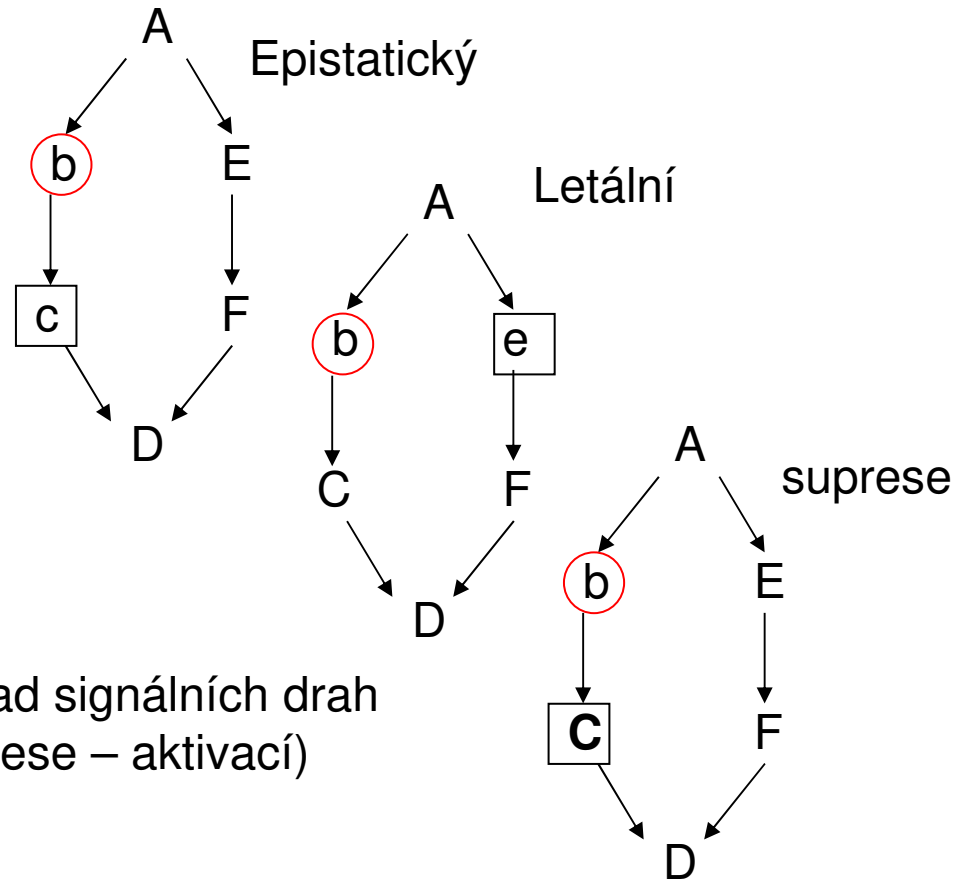 A
Epistatický
b E
c F
D
A Letální
b e
C F
D
A
suprese
b E
C F
D
ad signálních drah
ese – aktivací)